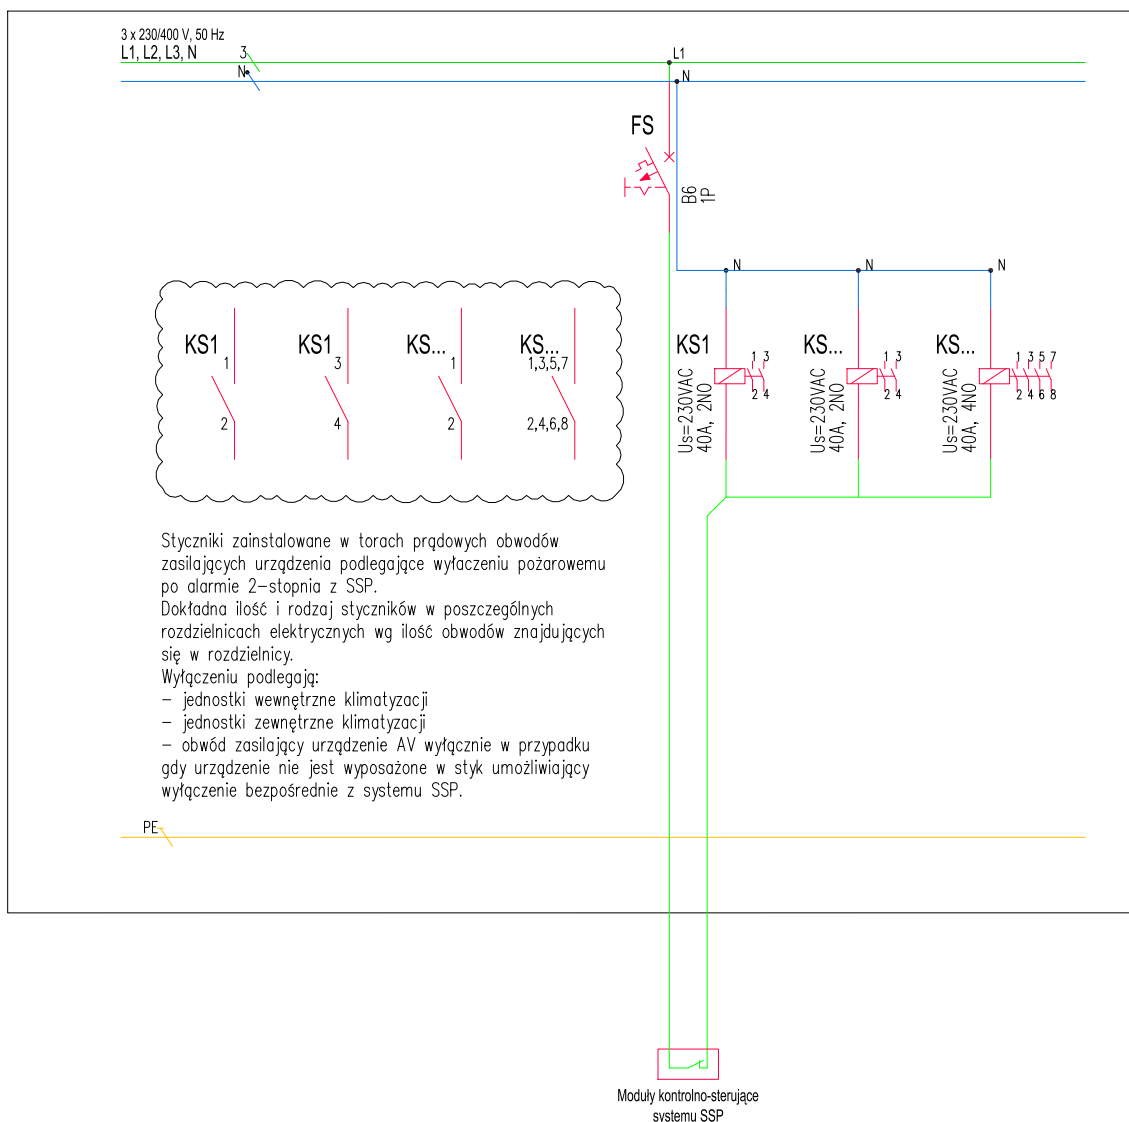 3 x 230/400 V, 50 Hz
L1, L2, L3, N
3
N
L1
N
FS
B6
1P
N
N
N
KS1
1
2
KS1
3
4
KS...
1
2
KS...
1,3,5,7
2,4,6,8
KS1
Us=230VAC
40A, 2NO
1 3
2 4
KS...
Us=230VAC
40A, 2NO
1 3
2 4
KS...
Us=230VAC
40A, 4NO
1 3 5 7
2 4 6 8
Styczniki zainstalowane w torach prądowych obwodów
zasilających urządzenia podlegające wyłaczeniu pożarowemu
po alarmie 2-stopnia z SSP.
Dokładna ilość i rodzaj styczników w poszczególnych
rozdzielnicach elektrycznych wg ilość obwodów znajdujących
się w rozdzielnicy.
Wyłączeniu podlegają:
- jednostki wewnętrzne klimatyzacji
- jednostki zewnętrzne klimatyzacji
- obwód zasilający urządzenie AV wyłącznie w przypadku
gdy urządzenie nie jest wyposażone w styk umożliwiający
wyłączenie bezpośrednie z systemu SSP.
PE
Moduły kontrolno-sterujące
systemu SSP